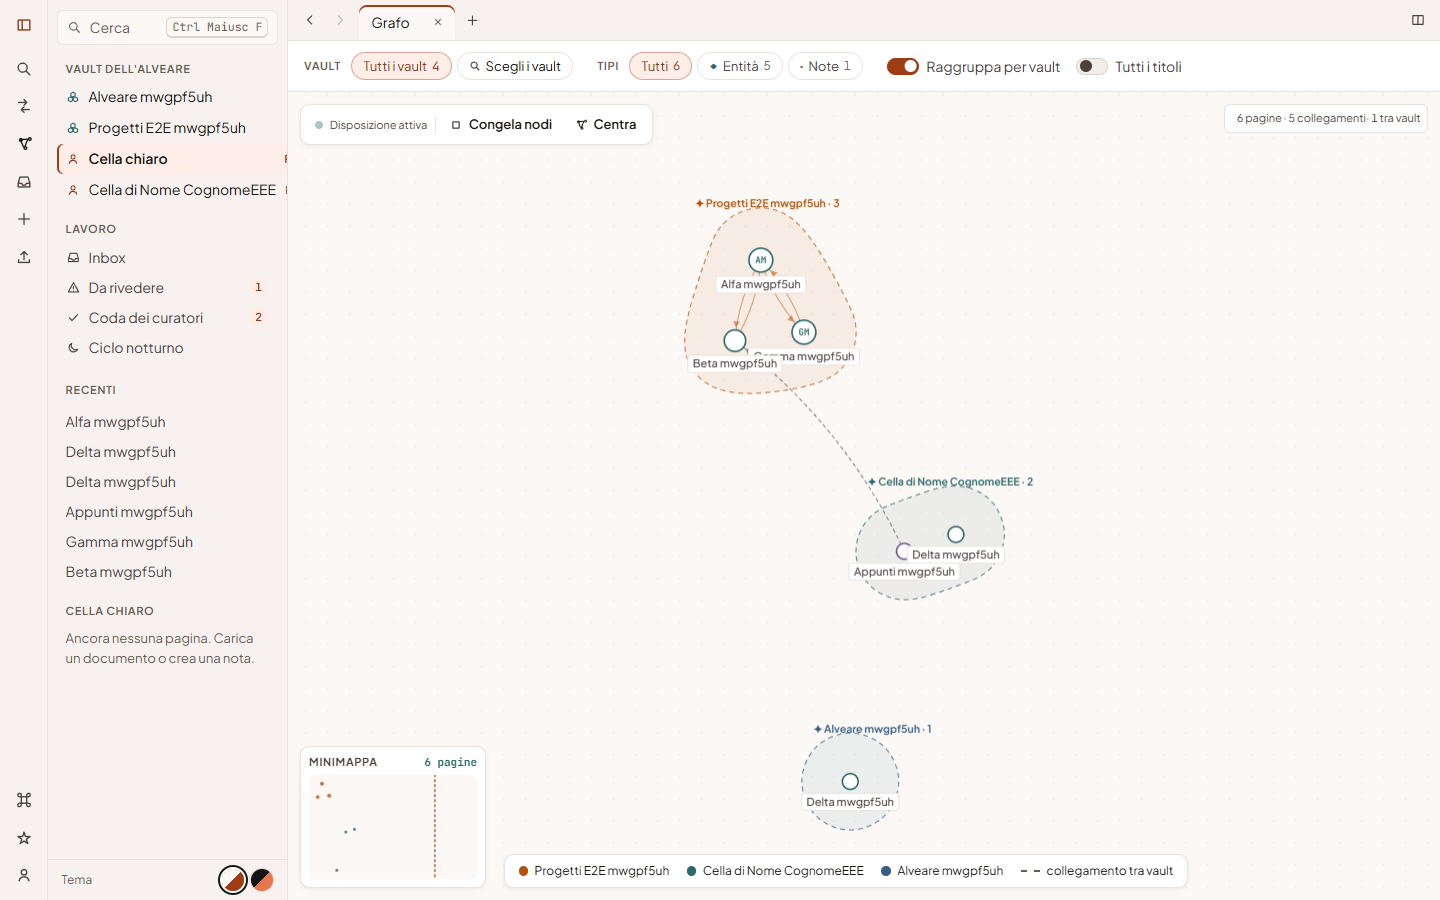 Cerca
Ctrl Maiusc F
VAULT DELL'ALVEARE
Alveare mwgpf5uh
Progetti E2E mwgpf5uh
Cella chiaro
Cella di Nome CognomeEEE
LAVORO
Inbox
Da rivedere 1
Coda dei curatori 2
Ciclo notturno
RECENTI
Alfa mwgpf5uh
Delta mwgpf5uh
Delta mwgpf5uh
Appunti mwgpf5uh
Gamma mwgpf5uh
Beta mwgpf5uh
CELLA CHIARO
Ancora nessuna pagina. Carica
un documento o crea una nota.
Tema
Grafo
VAULT Tutti i vault 4 Scegli i vault TIPI Tutti 6 Entità 5 Note 1 Raggruppa per vault Tutti i titoli
Disposizione attiva Congela nodi Centra
6 pagine · 5 collegamenti · 1 tra vault
Progetti E2E mwgpf5uh · 3
AM
Alfa mwgpf5uh
GM
mwgpf5uh
Beta mwgpf5uh
Cella di Nome CognomeEEE · 2
Delta mwgpf5uh
Appunti mwgpf5uh
Alveare mwgpf5uh · 1
Delta mwgpf5uh
MINIMAPPA 6 pagine
Progetti E2E mwgpf5uh Cella di Nome CognomeEEE Alveare mwgpf5uh collegamento tra vault